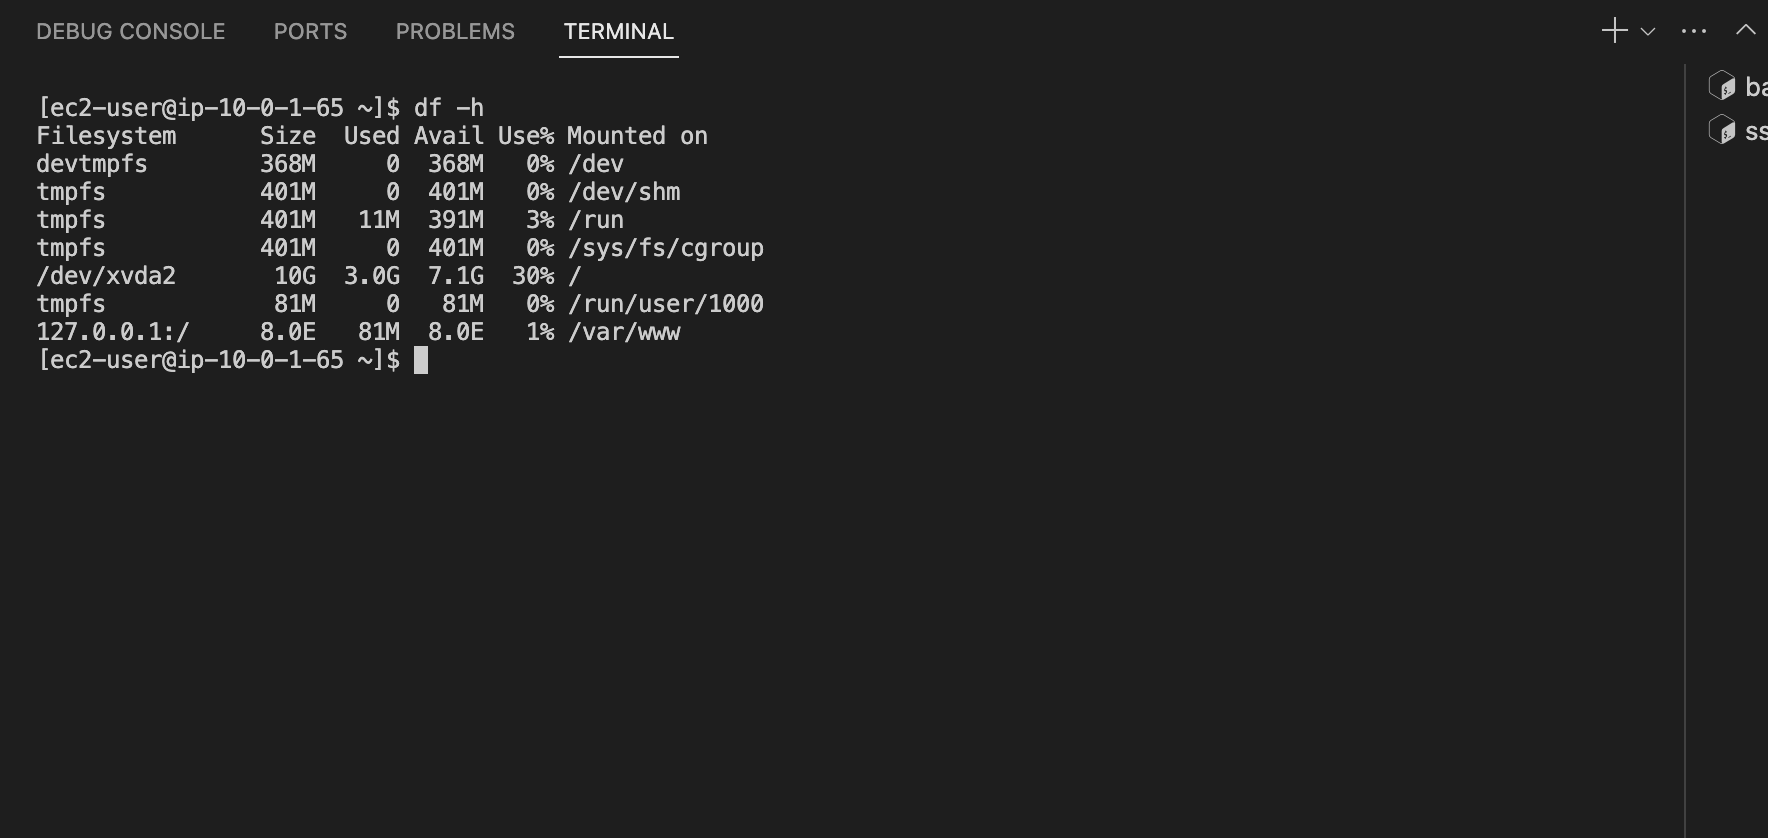 DEBUG CONSOLE PORTS PROBLEMS TERMINAL
[ec2-user@ip-10-0-1-65 ~]$ df -h
Filesystem      Size  Used Avail Use% Mounted on
devtmpfs        368M     0  368M   0% /dev
tmpfs           401M     0  401M   0% /dev/shm
tmpfs           401M   11M  391M   3% /run
tmpfs           401M     0  401M   0% /sys/fs/cgroup
/dev/xvda2       10G  3.0G  7.1G  30% /
tmpfs            81M     0   81M   0% /run/user/1000
127.0.0.1:/     8.0E   81M  8.0E   1% /var/www
[ec2-user@ip-10-0-1-65 ~]$
ba
ss